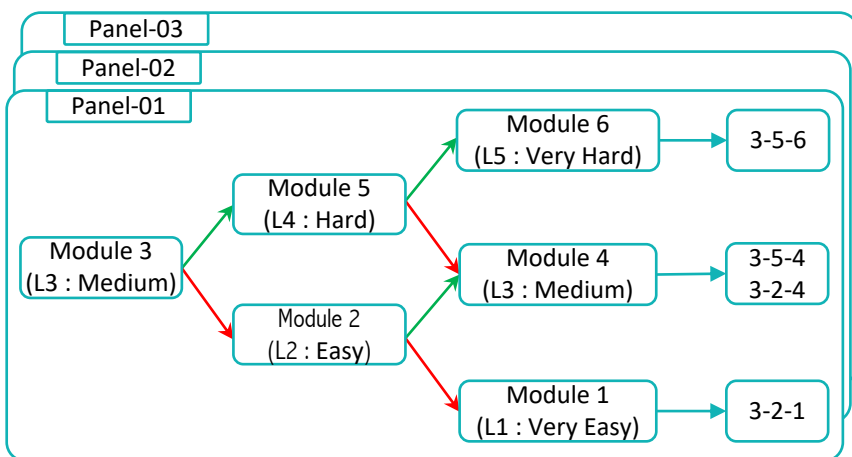 Panel-03
Panel-02
Panel-01
Module 6
(L5 : Very Hard)
3-5-6
Module 5
(L4 : Hard)
Module 3
(L3 : Medium)
Module 4
(L3 : Medium)
3-5-4
3-2-4
Module 2
(L2 : Easy)
Module 1
(L1 : Very Easy)
3-2-1